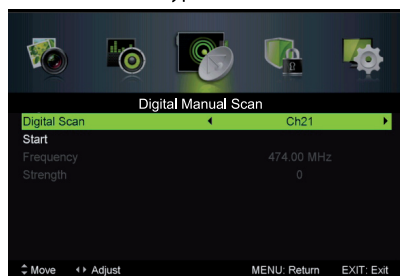 Digital Manual Scan
Digital Scan Ch21
Start
Frequency 474.00 MHz
Strength 0
Move Adjust MENU: Return EXIT: Exit